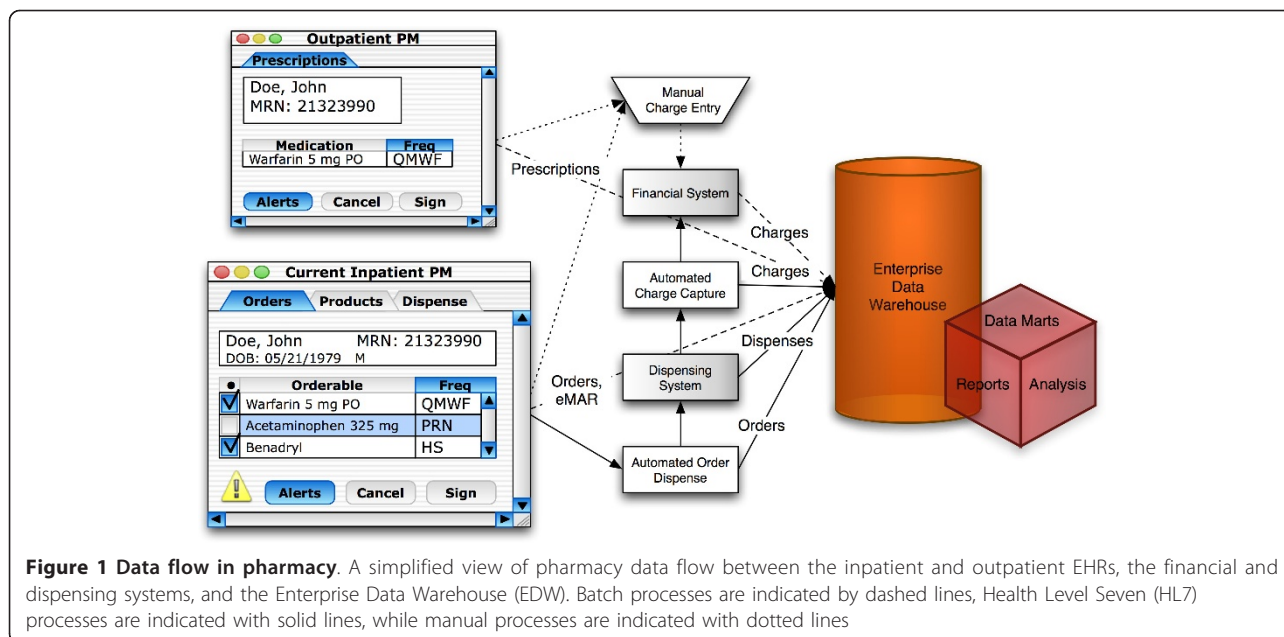 Outpatient PM
Prescriptions
Doe, John
MRN: 21323990
Medication Freq
Warfarin 5 mg PO QMWF
Alerts Cancel Sign
Current Inpatient PM
Orders Products Dispense
Doe, John MRN: 21323990
DOB: 05/21/1979 M
Orderable Freq
Warfarin 5 mg PO QMWF
Acetaminophen 325 mg PRN
Benadryl HS
Alerts Cancel Sign
Manual
Charge Entry
Prescriptions
Financial System
Charges
Charges
Automated
Charge Capture
Dispenses
Dispensing
System
Orders,
eMAR
Orders
Automated Order
Dispense
Enterprise
Data
Warehouse
Data Marts
Reports Analysis
Figure 1 Data flow in pharmacy. A simplified view of pharmacy data flow between the inpatient and outpatient EHRs, the financial and
dispensing systems, and the Enterprise Data Warehouse (EDW). Batch processes are indicated by dashed lines, Health Level Seven (HL7)
processes are indicated with solid lines, while manual processes are indicated with dotted lines